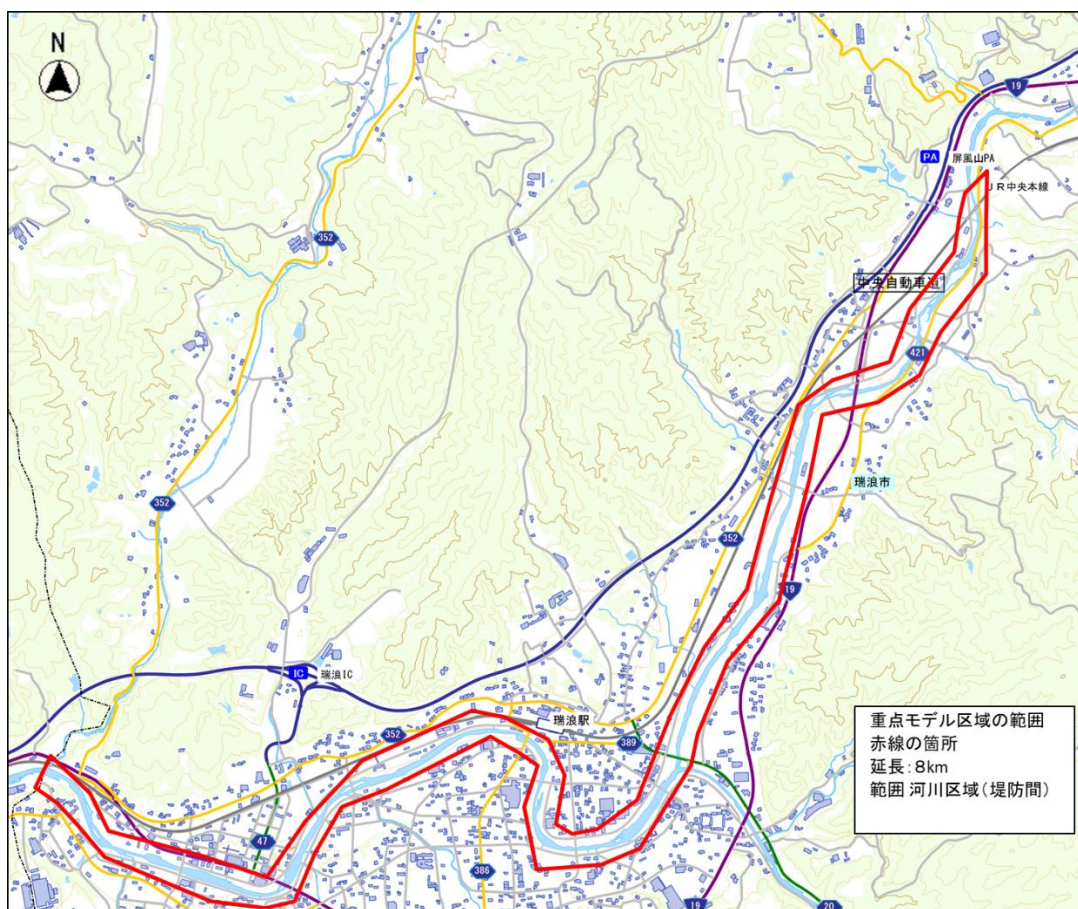 N
19
PA
屏風山PA
JR中央本線
352
中央自動車道
421
352
瑞浪市
352
19
IC
瑞浪IC
瑞浪駅
352
389
重点モデル区域の範囲
赤線の箇所
延長:8km
範囲 河川区域(堤防間)
47
386
19
20